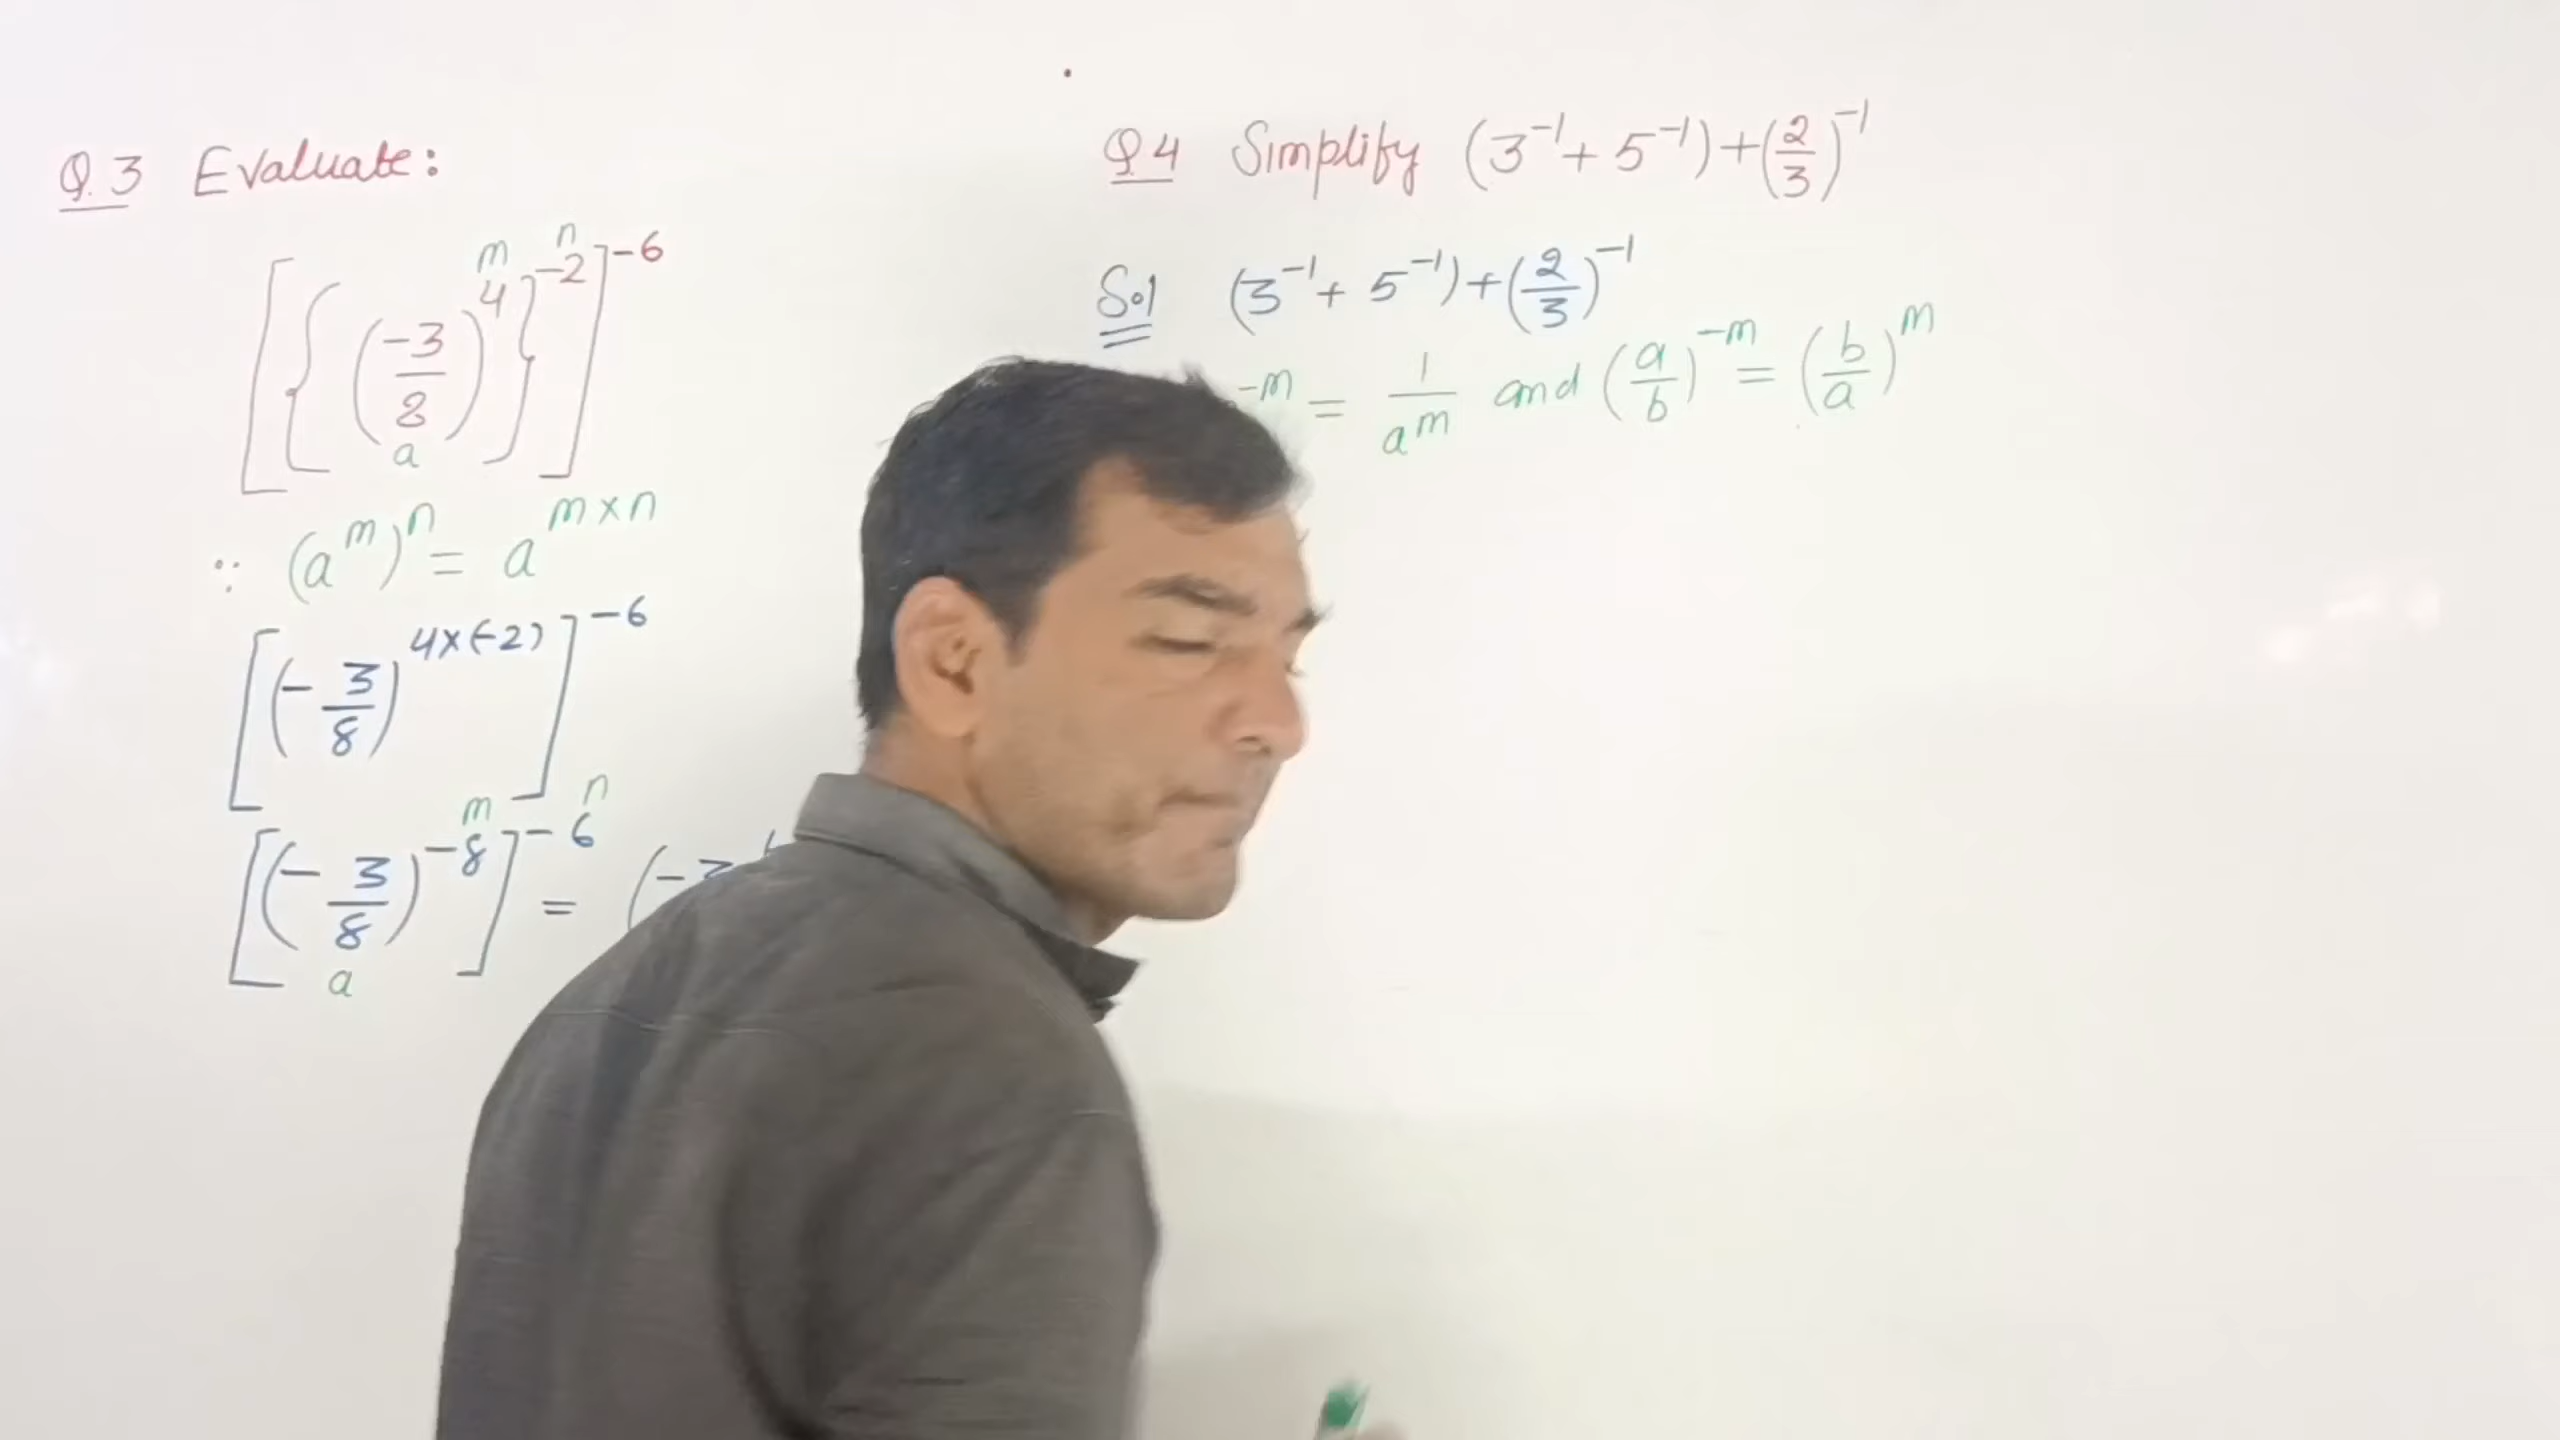 Q.3 Evaluate:
[{(-3/8)^4}^-2]^-6
m n
a
∵ (a^m)^n = a^m×n
[(-3/8)^4×(-2)]^-6
m n
[(-3/8)^-8]^-6 = (-3
a
Q4 Simplify (3^-1 + 5^-1) + (2/3)^-1
Sol (3^-1 + 5^-1) + (2/3)^-1
-m = 1/a^m and (a/b)^-m = (b/a)^m